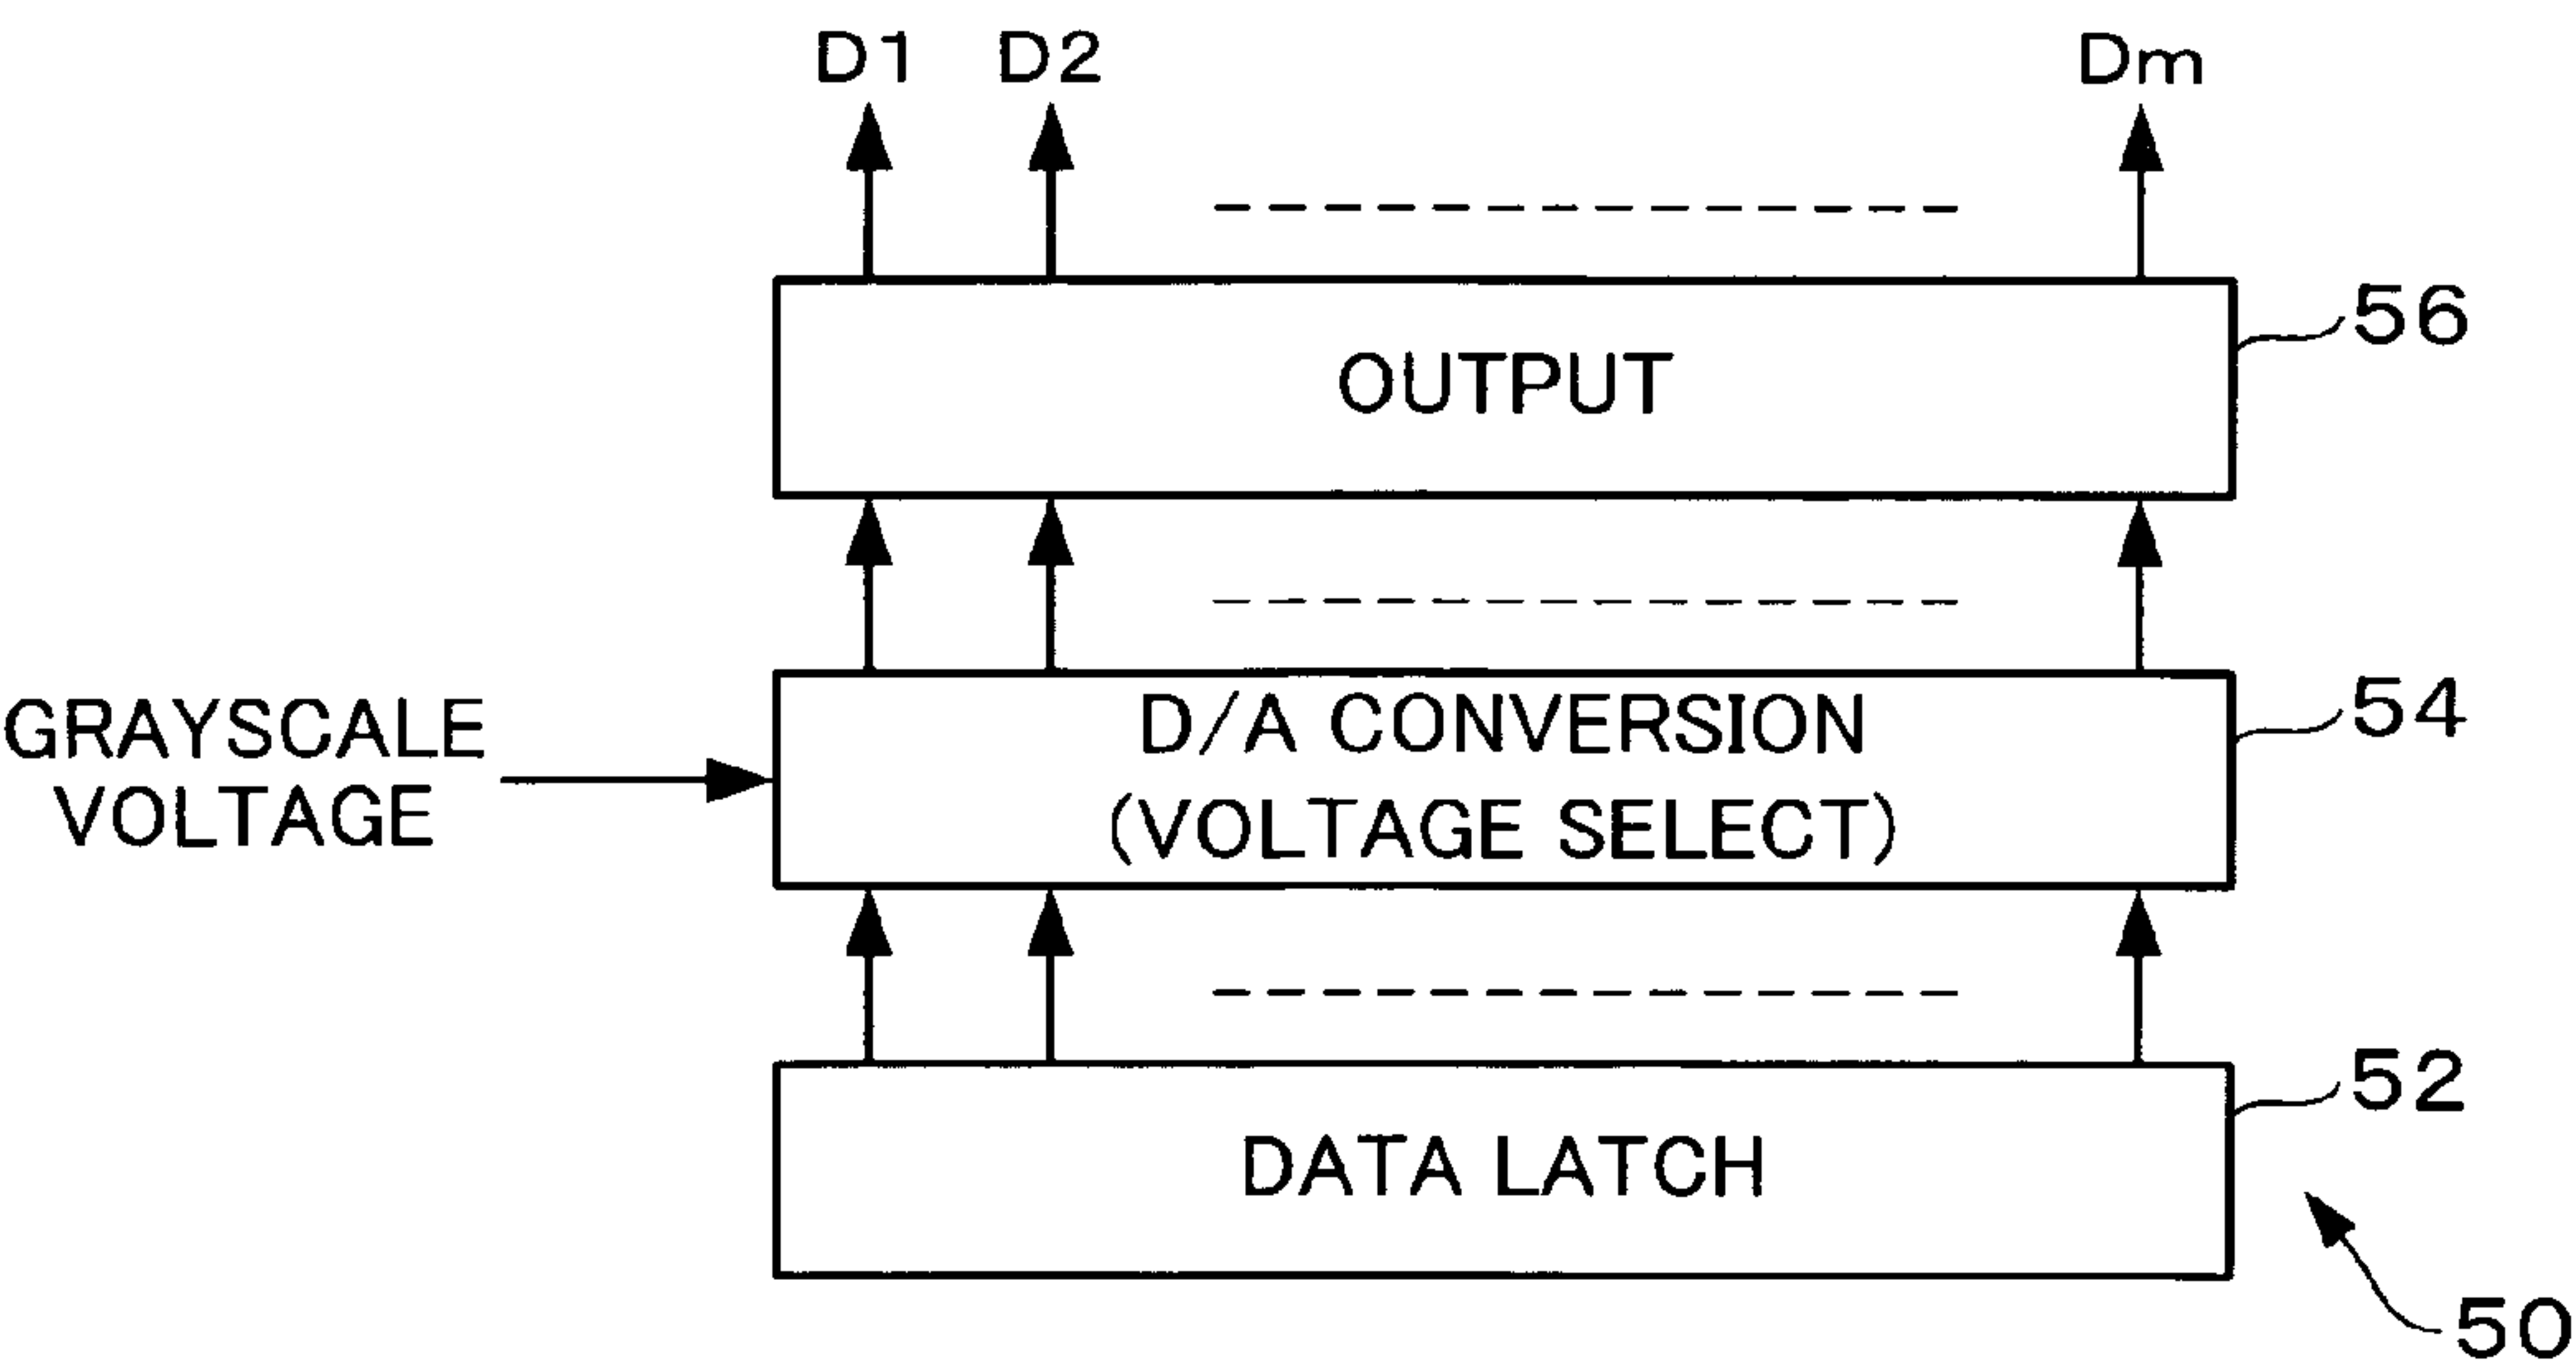 D1 D2 Dm
OUTPUT
56
GRAYSCALE
VOLTAGE
D/A CONVERSION
(VOLTAGE SELECT)
54
DATA LATCH
52
50